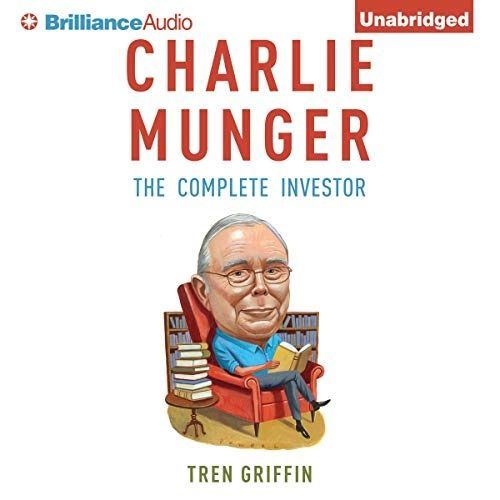 BrillianceAudio
Unabridged
CHARLIE
MUNGER
THE COMPLETE INVESTOR
TREN GRIFFIN